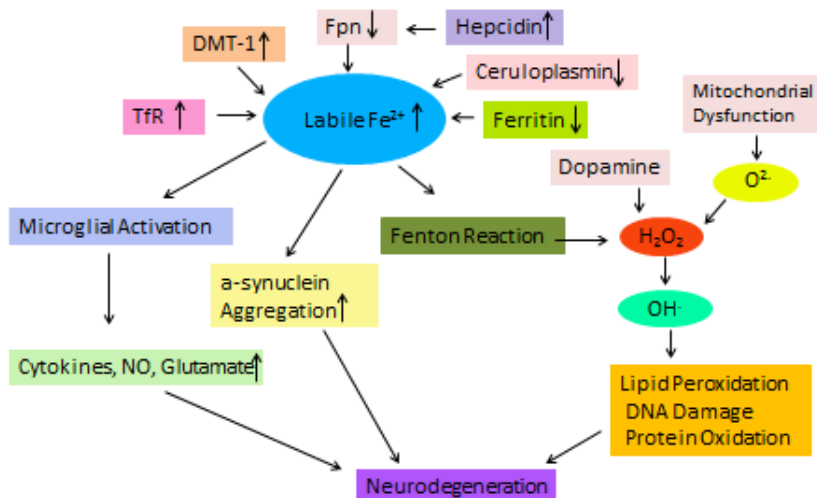 Fpn ↓
Hepcidin ↑
DMT-1 ↑
Ceruloplasmin ↓
Mitochondrial
Dysfunction
TfR ↑
Labile Fe²⁺ ↑
Ferritin ↓
Dopamine
O²⁻
Microglial Activation
Fenton Reaction
H₂O₂
a-synuclein
Aggregation ↑
OH⁻
Cytokines, NO, Glutamate ↑
Lipid Peroxidation
DNA Damage
Protein Oxidation
Neurodegeneration